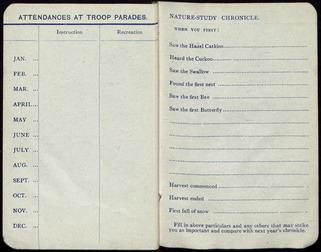 ATTENDANCES AT TROOP PARADES.
Instruction
Recreation
JAN. ...
FEB. ...
MAR. ...
APRIL ...
MAY ...
JUNE ...
JULY ...
AUG. ...
SEPT. ...
OCT. ...
NOV. ...
DEC. ...
NATURE-STUDY CHRONICLE.
WHEN YOU FIRST:
Saw the Hazel Catkins
Heard the Cuckoo
Saw the Swallow
Found the first nest
Saw the first Bee
Saw the first Butterfly
Harvest commenced
Harvest ended
First fall of snow
Fill in above particulars and any others that may strike
you as important and compare with next year's chronicle.